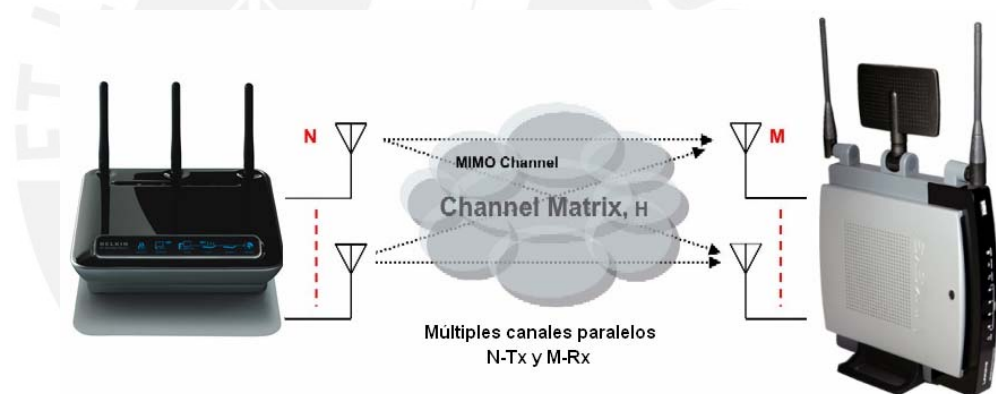 N
M
MIMO Channel
Channel Matrix, H
BELKIN
Múltiples canales paralelos
N-Tx y M-Rx